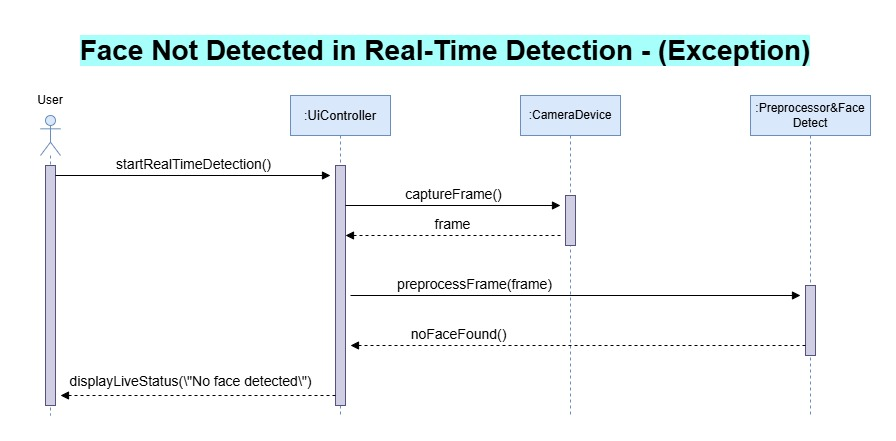 Face Not Detected in Real-Time Detection - (Exception)
User
:UiController
:CameraDevice
:Preprocessor&Face
Detect
startRealTimeDetection()
captureFrame()
frame
preprocessFrame(frame)
noFaceFound()
displayLiveStatus(\"No face detected\")